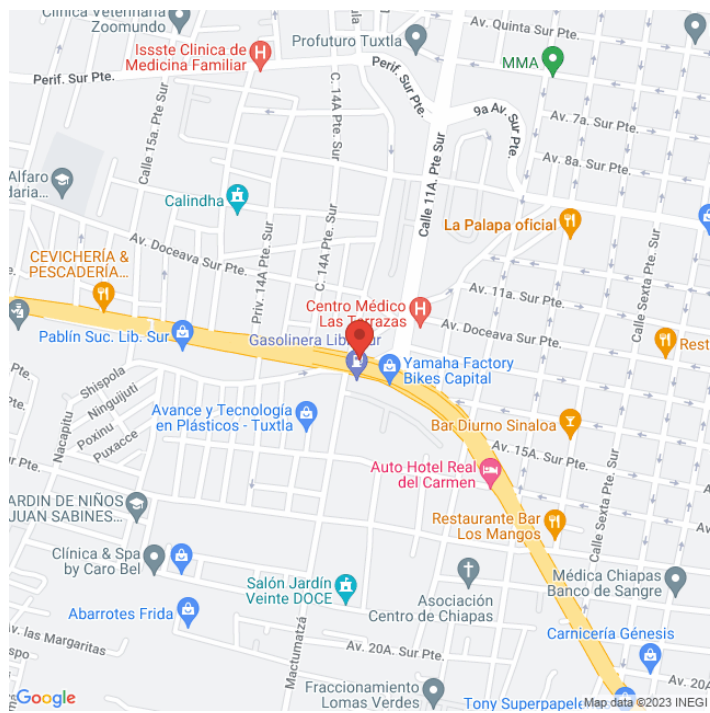 Clínica Veterinaria
Zoomundo
Av. Quinta Sur Pte.
Profuturo Tuxtla
Issste Clinica de
Medicina Familiar
MMA
Perif. Sur Pte.
Perif. Sur Pte.
C. 14A Pte. Sur
Calle 15a. Pte. Sur
9a Av. Sur Pte.
Av. 7a. Sur Pte.
Av. 8a. Sur Pte.
Calle 11A. Pte Sur
Alfaro
daria...
Calindha
La Palapa oficial
Av. Doceava Sur Pte.
Priv. 14A Pte. Sur
C. 14A Pte. Sur
Calle Sexta Pte. Sur
CEVICHERÍA &
PESCADERÍA...
Av. 11a. Sur Pte.
Centro Médico
Las Terrazas
Av. Doceava Sur Pte.
Pablín Suc. Lib. Sur
Gasolinera Lib. Sur
Rest
Yamaha Factory
Bikes Capital
Shispola
Ninguijuti
Poxinu
Puxacce
Nacapitu
Avance y Tecnología
en Plásticos - Tuxtla
Bar Diurno Sinaloa
Av. 15A. Sur Pte.
Auto Hotel Real
del Carmen
JARDIN DE NIÑOS
JUAN SABINES...
Restaurante Bar
Los Mangos
Calle Sexta Pte. Sur
Clínica & Spa
by Caro Bel
Salón Jardín
Veinte DOCE
Asociación
Centro de Chiapas
Médica Chiapas
Banco de Sangre
Abarrotes Frida
Carnicería Génesis
Av. las Margaritas
Mactumatzá
Av. 20A. Sur Pte.
Av. 20A
Fraccionamiento
Lomas Verdes
Tony Superpapele
Google
Map data ©2023 INEGI